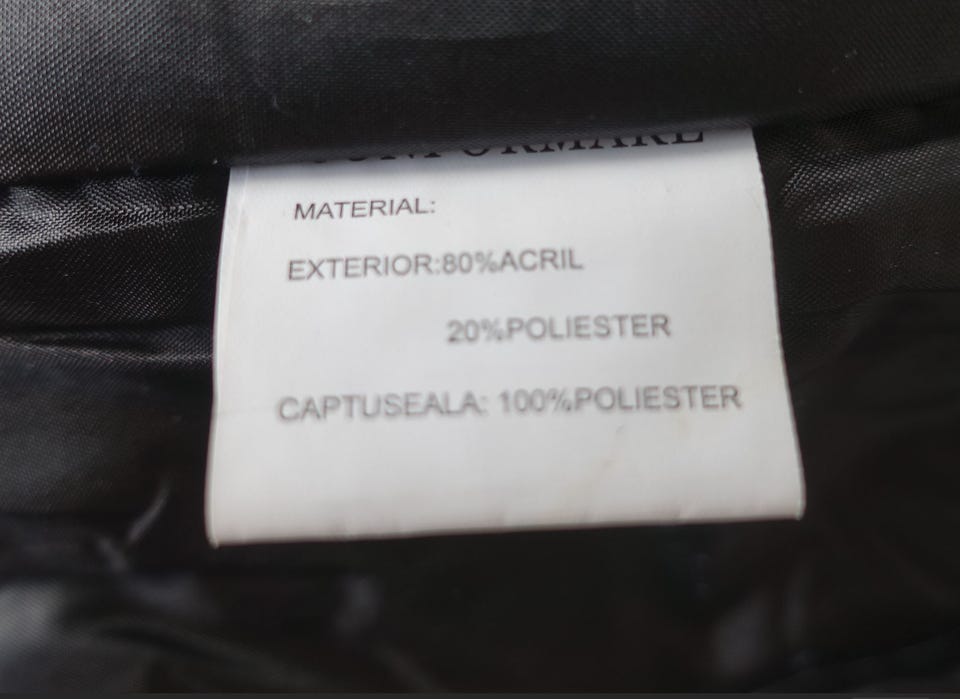 MATERIAL:
EXTERIOR:80%ACRIL
20%POLIESTER
CAPTUSEALA: 100%POLIESTER